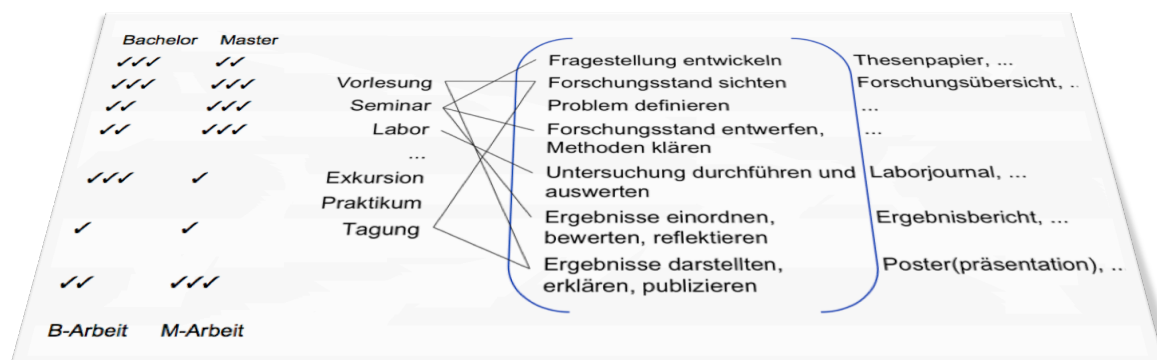 Bachelor Master
✓✓✓ ✓✓ Fragestellung entwickeln Thesenpapier, ...
✓✓✓ ✓✓✓ Vorlesung Forschungsstand sichten Forschungsübersicht, ..
✓✓ ✓✓✓ Seminar Problem definieren ...
✓✓ ✓✓✓ Labor Forschungsstand entwerfen, ...
... Methoden klären
✓✓✓ ✓ Exkursion Untersuchung durchführen und Laborjournal, ...
Praktikum auswerten
✓ ✓ Tagung Ergebnisse einordnen, Ergebnisbericht, ...
bewerten, reflektieren
✓✓ ✓✓✓ Ergebnisse darstellten, Poster(präsentation), ..
erklären, publizieren
B-Arbeit M-Arbeit